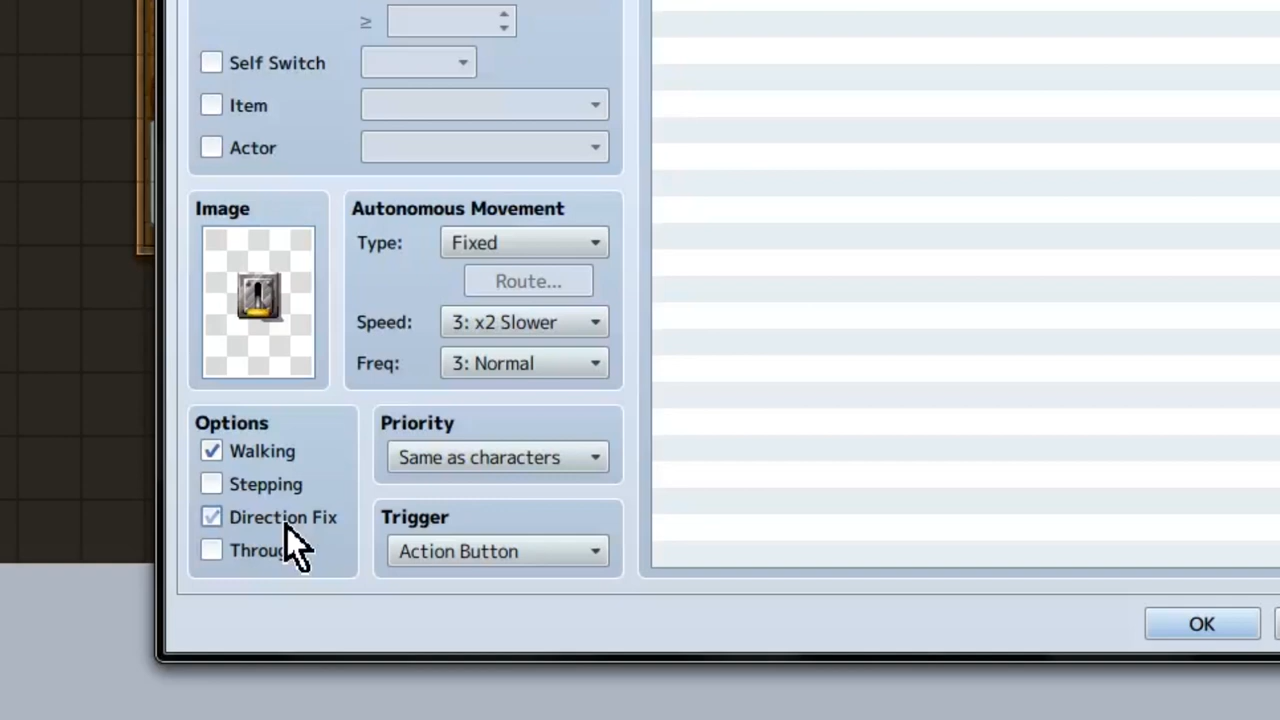 ≥
Self Switch
Item
Actor
Image
Autonomous Movement
Type: Fixed
Route...
Speed: 3: x2 Slower
Freq: 3: Normal
Options
Priority
Walking
Same as characters
Stepping
Direction Fix
Trigger
Throug
Action Button
OK